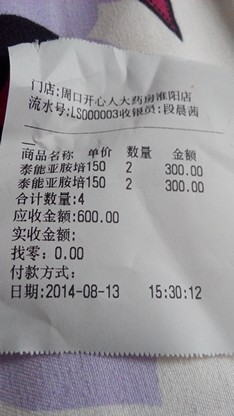 门店:周口开心人大药房淮阳店
流水号:LS000003收银员:段晨茜
商品名称 单价 数量 金额
泰能亚胺培150 2 300.00
泰能亚胺培150 2 300.00
合计数量:4
应收金额:600.00
实收金额:
找零: 0.00
付款方式:
日期:2014-08-13 15:30:12